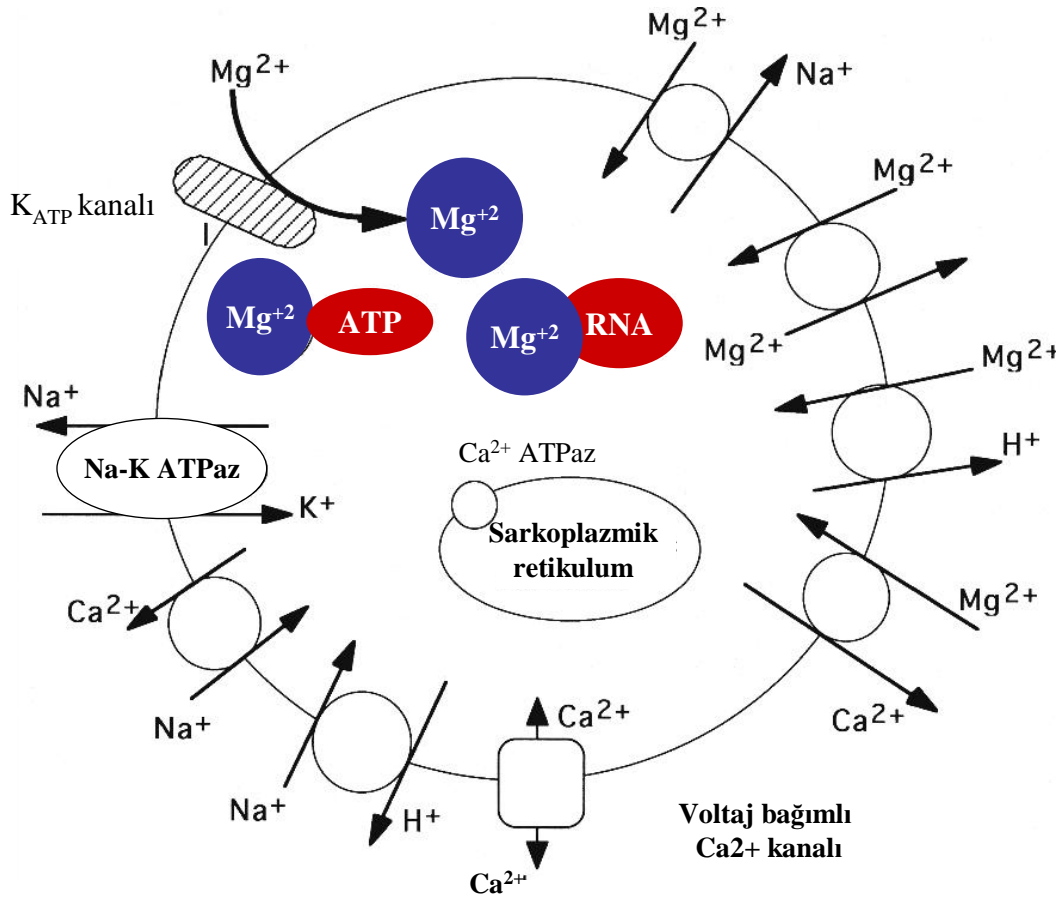 Mg2+
Na+
Mg2+
KATP kanalı
Mg+2
Mg2+
Mg+2
ATP
Mg+2
RNA
Mg2+
Mg2+
Na+
Na-K ATPaz
K+
H+
Ca2+ ATPaz
Sarkoplazmik
retikulum
Ca2+
Mg2+
Na+
Ca2+
Ca2+
Na+
H+
Voltaj bağımlı
Ca2+ kanalı
Ca2+